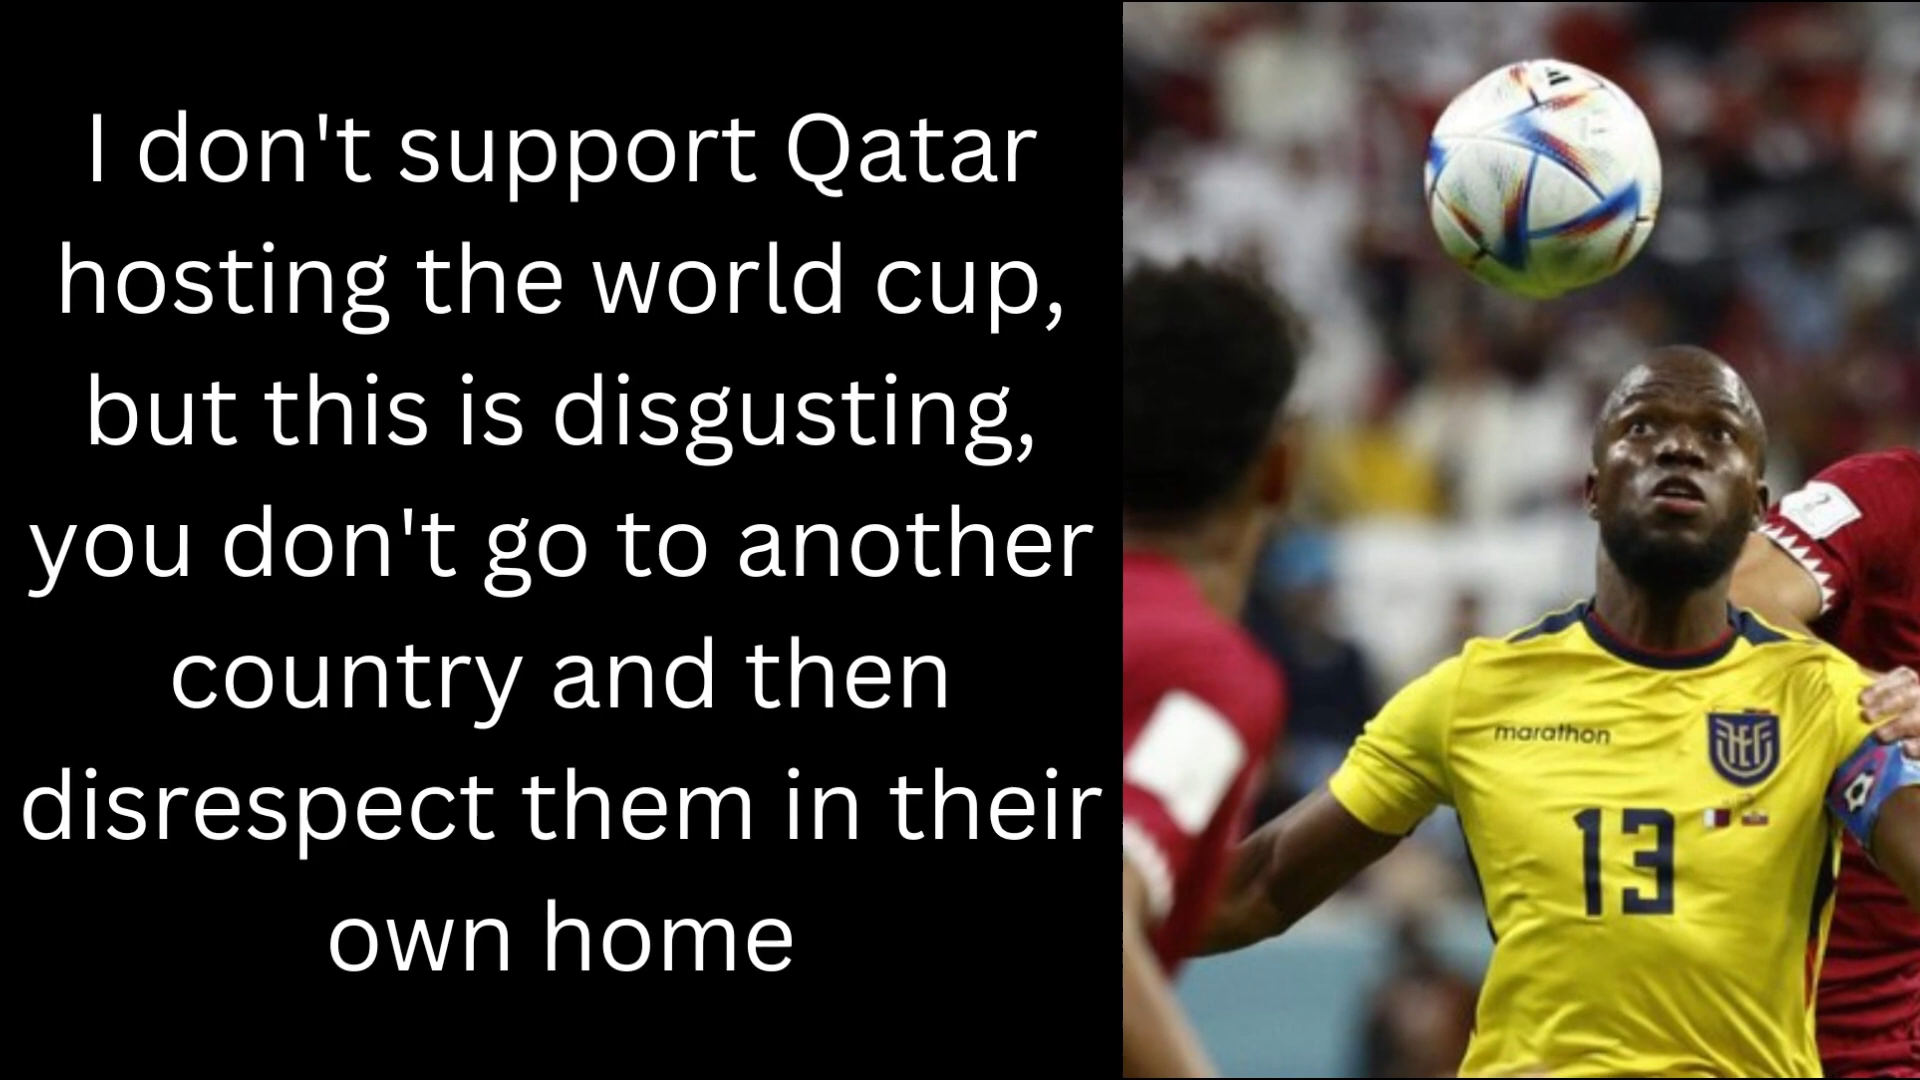 I don't support Qatar
hosting the world cup,
but this is disgusting,
you don't go to another
country and then
disrespect them in their
own home
marathon
FEF
13